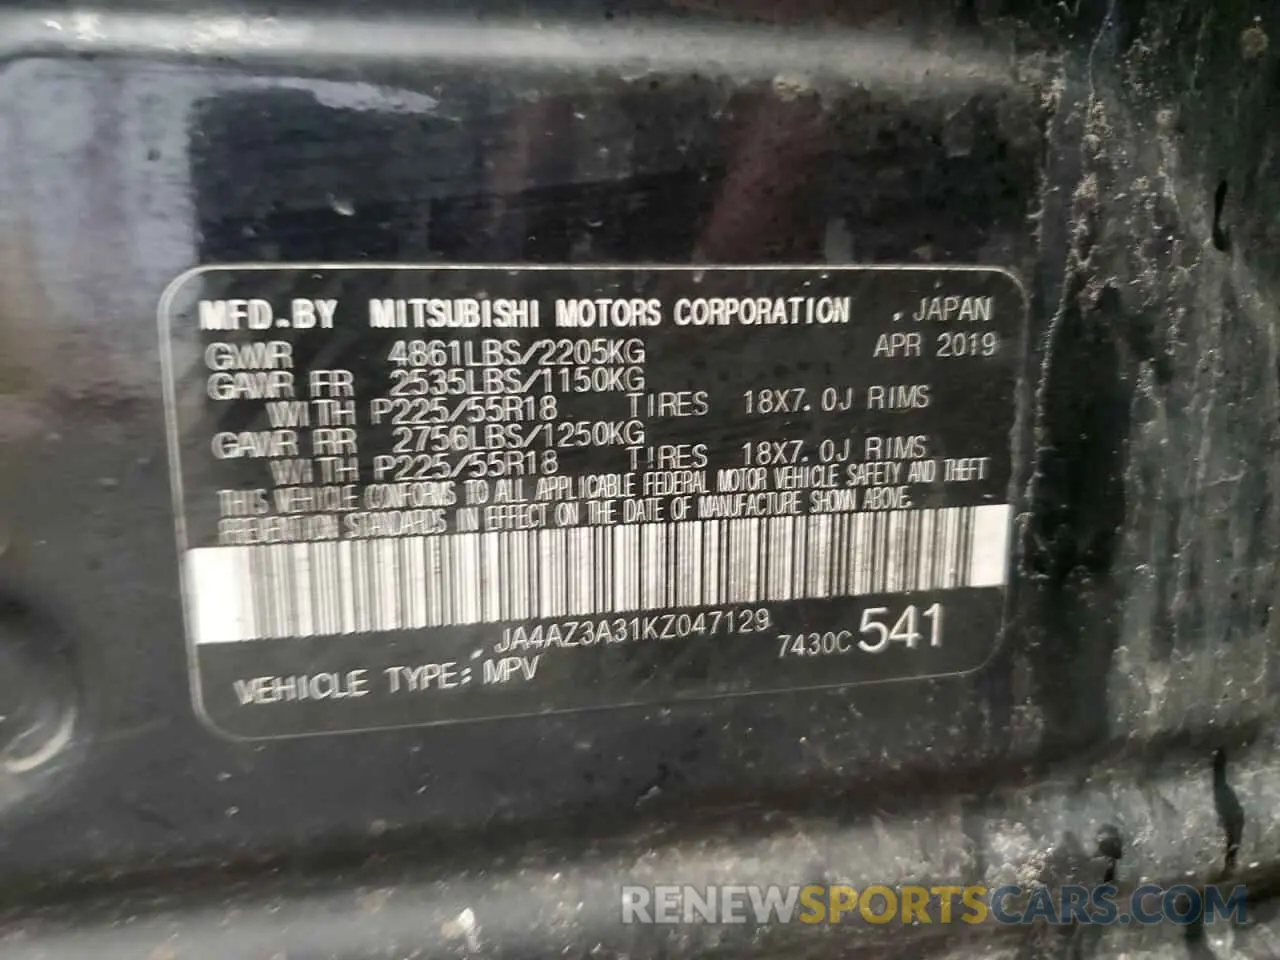 MFD.BY MITSUBISHI MOTORS CORPORATION , JAPAN
GVWR 4861LBS/2205KG APR 2019
GAWR FR 2535LBS/1150KG
WITH P225/55R18 TIRES 18X7.0J RIMS
GAWR RR 2756LBS/1250KG
WITH P225/55R18 TIRES 18X7.0J RIMS
THIS VEHICLE CONFORMS TO ALL APPLICABLE FEDERAL MOTOR VEHICLE SAFETY AND THEFT
PREVENTION STANDARDS IN EFFECT ON THE DATE OF MANUFACTURE SHOWN ABOVE.
JA4AZ3A31KZ047129 7430C 541
VEHICLE TYPE: MPV
RENEWSPORTSCARS.COM